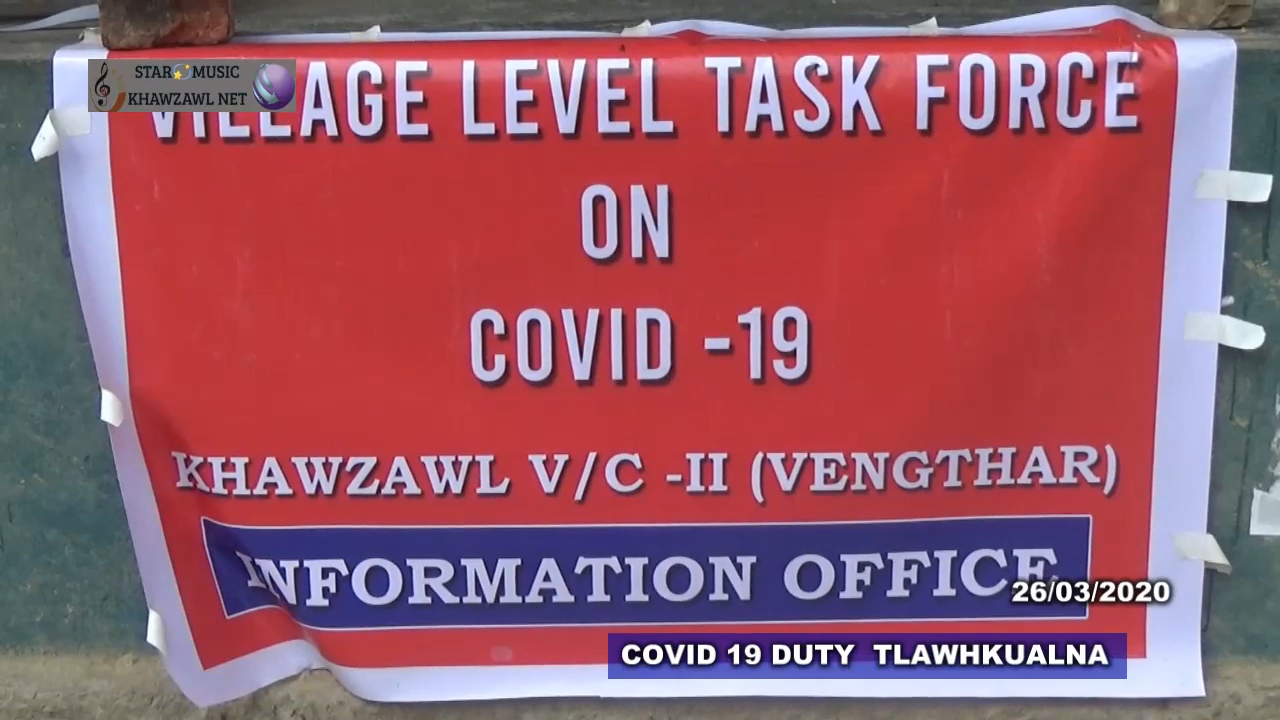 STAR MUSIC
KHAWZAWL NET
VILLAGE LEVEL TASK FORCE
ON
COVID -19
KHAWZAWL V/C -II (VENGTHAR)
INFORMATION OFFICE
26/03/2020
COVID 19 DUTY TLAWHKUALNA